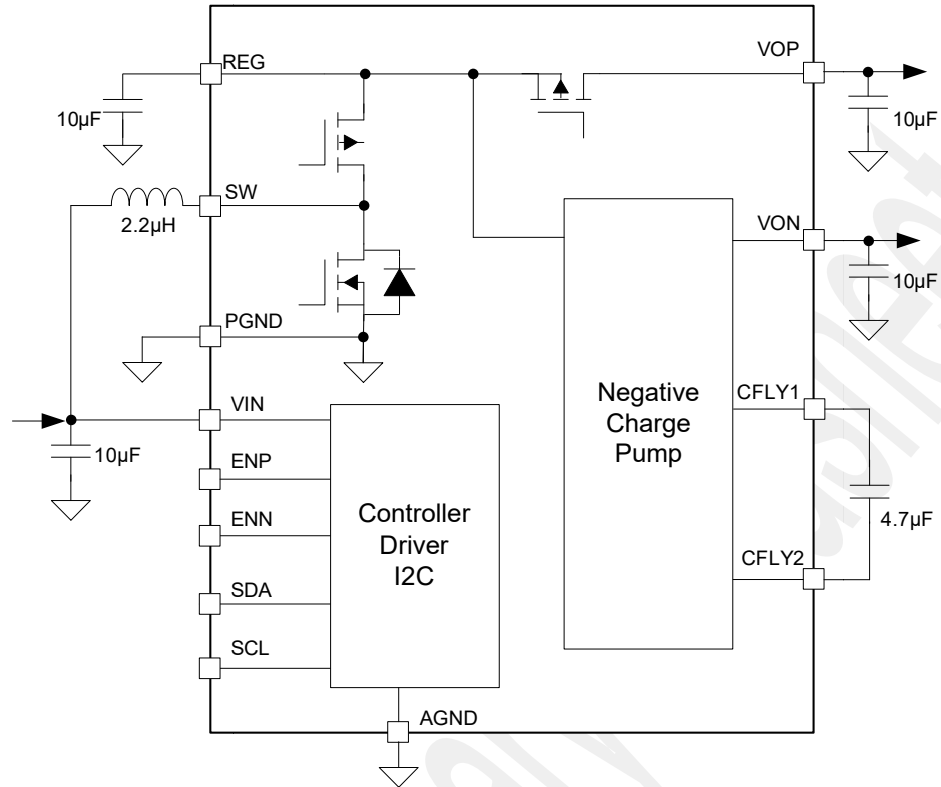 REG
VOP
10µF
10µF
SW
2.2µH
VON
10µF
PGND
Negative
Charge
Pump
CFLY1
VIN
10µF
ENP
ENN
Controller
Driver
I2C
4.7µF
CFLY2
SDA
SCL
AGND